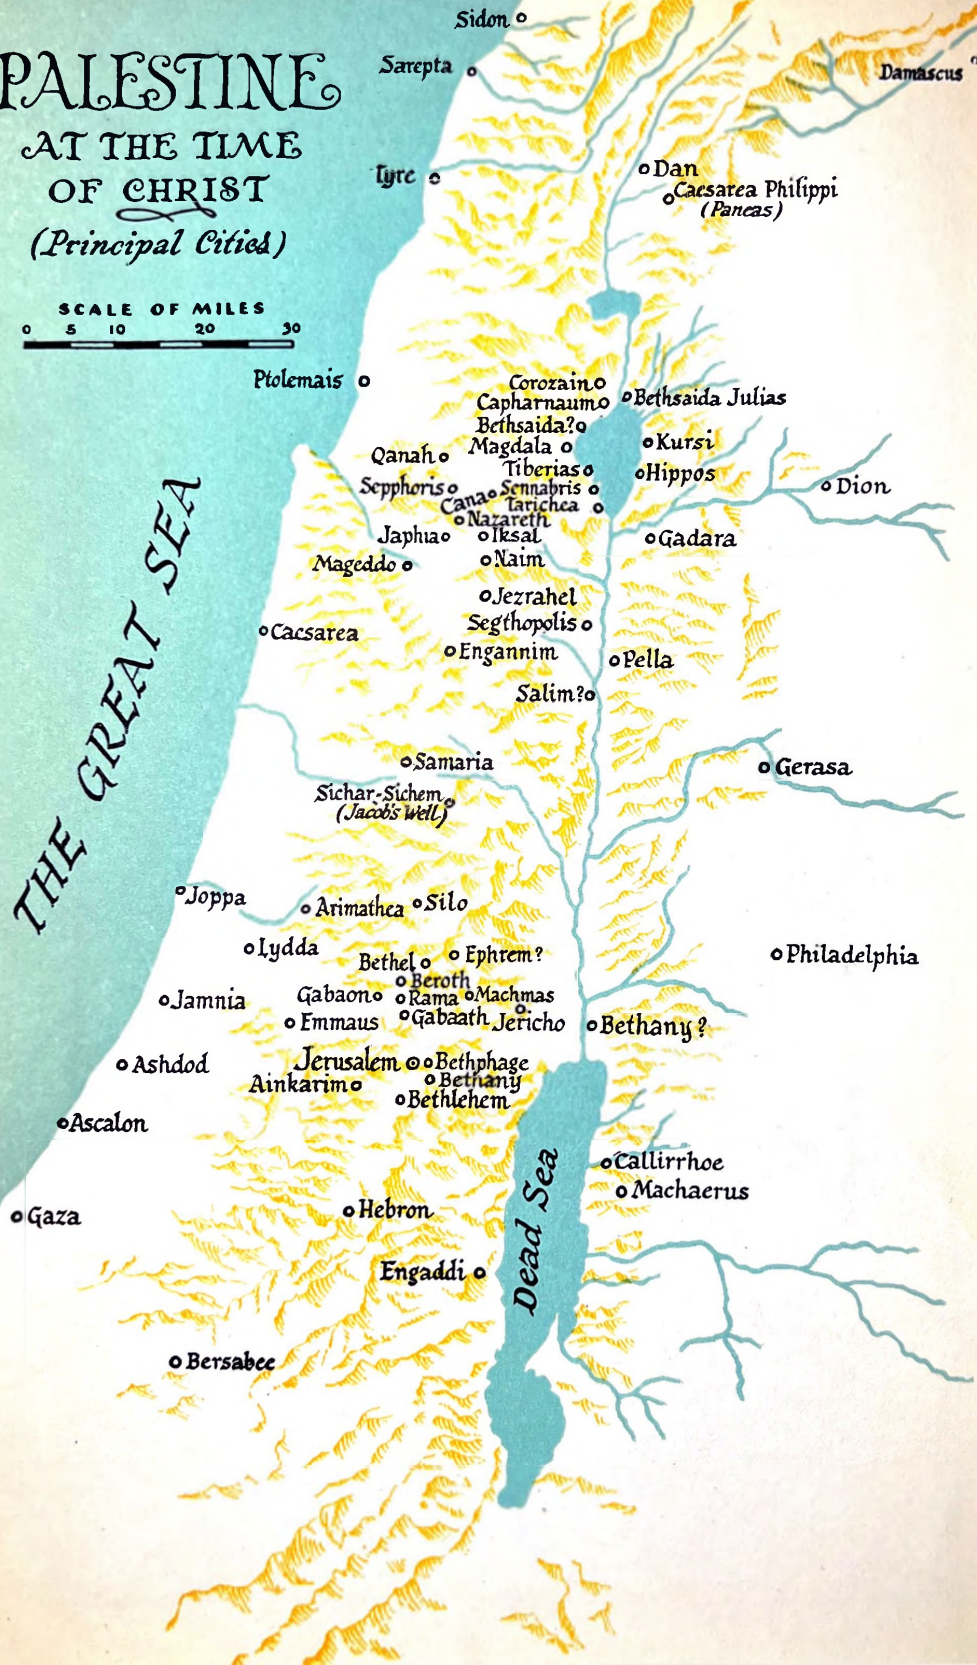 Sidon
Sarepta
Damascus
PALESTINE
AT THE TIME
OF CHRIST
(Principal Cities)
Tyre
Dan
Caesarea Philippi
(Paneas)
SCALE OF MILES
0 5 10 20 30
Ptolemais
Corozain
Capharnaum
Bethsaida Julias
Bethsaida?
Magdala
Kursi
Qanah
Tiberias
Hippos
Sepphoris
Cana
Sennabris
Dion
Tarichea
Nazareth
Japhia
Iksal
Gadara
Mageddo
Naim
Jezrahel
Segthopolis
Caesarea
Engannim
Pella
Salim?
THE GREAT SEA
Samaria
Gerasa
Sichar-Sichem
(Jacob's Well)
Joppa
Arimathea
Silo
Lydda
Bethel
Ephrem?
Philadelphia
Beroth
Jamnia
Gabaon
Rama
Machmas
Emmaus
Gabaath
Jericho
Bethany?
Jerusalem
Bethphage
Ashdod
Ainkarim
Bethany
Bethlehem
Ascalon
Dead Sea
Callirrhoe
Machaerus
Gaza
Hebron
Engaddi
Bersabee